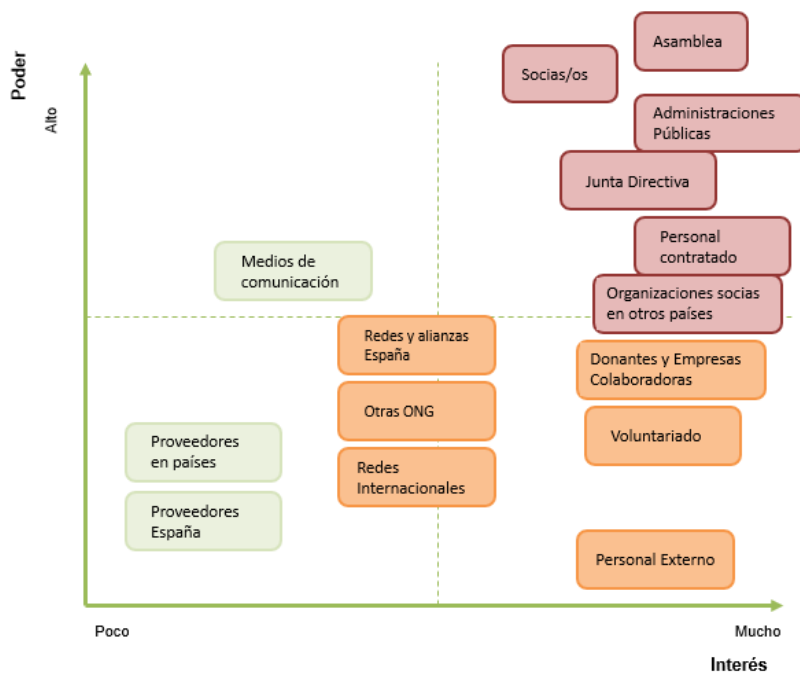 Poder
Alto
Asamblea
Socias/os
Administraciones
Públicas
Junta Directiva
Personal
contratado
Medios de
comunicación
Organizaciones socias
en otros países
Redes y alianzas
España
Donantes y Empresas
Colaboradoras
Otras ONG
Voluntariado
Proveedores
en países
Redes
Internacionales
Proveedores
España
Personal Externo
Poco
Mucho
Interés